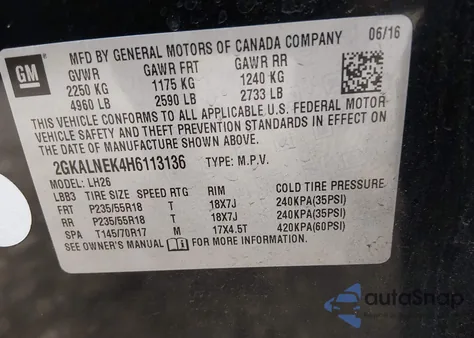 GM
MFD BY GENERAL MOTORS OF CANADA COMPANY 06/16
GVWR GAWR FRT GAWR RR
2250 KG 1175 KG 1240 KG
4960 LB 2590 LB 2733 LB
THIS VEHICLE CONFORMS TO ALL APPLICABLE U.S. FEDERAL MOTOR
VEHICLE SAFETY AND THEFT PREVENTION STANDARDS IN EFFECT ON
THE DATE OF MANUFACTURE SHOWN ABOVE.
2GKALNEK4H6113136 TYPE: M.P.V.
MODEL: LH26
LBB3 TIRE SIZE SPEED RTG RIM COLD TIRE PRESSURE
FRT P235/55R18 T 18X7J 240KPA(35PSI)
RR P235/55R18 T 18X7J 240KPA(35PSI)
SPA T145/70R17 M 17X4.5T 420KPA(60PSI)
SEE OWNER'S MANUAL FOR MORE INFORMATION
autoSnap